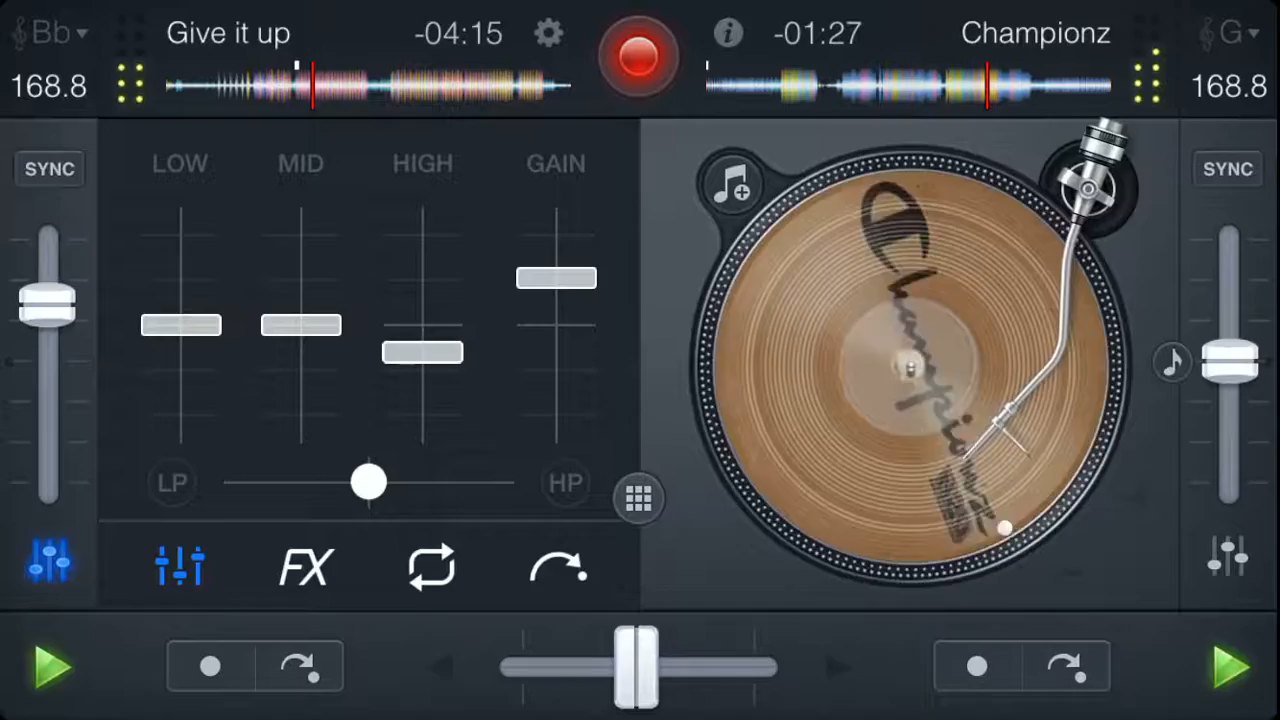 Bb
Give it up
-04:15
-01:27
Championz
G
168.8
168.8
SYNC
LOW
MID
HIGH
GAIN
SYNC
Championz
LP
HP
FX